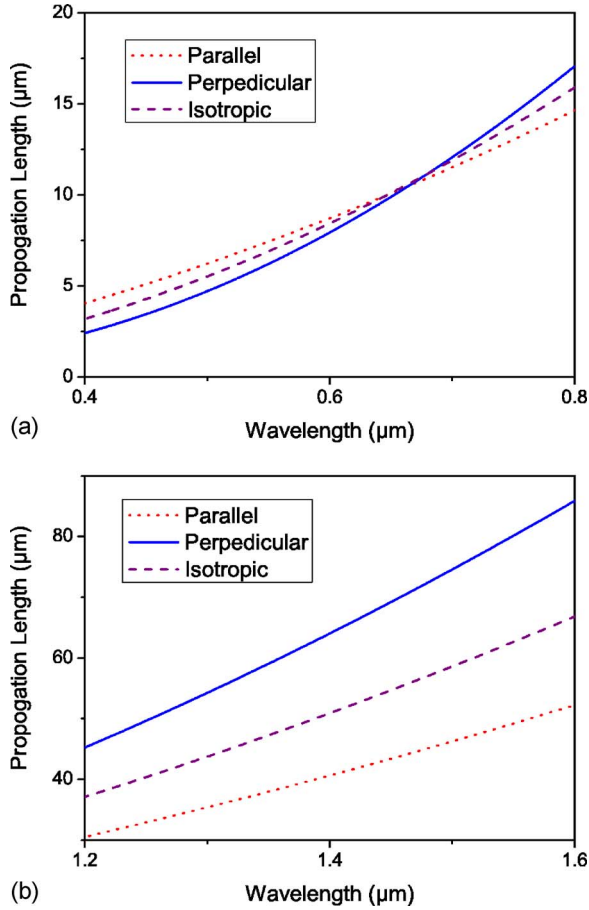 20
15
10
5
0
Propogation Length (µm)
Parallel
Perpedicular
Isotropic
0.4
0.6
0.8
Wavelength (µm)
(a)
80
60
40
Propogation Length (µm)
Parallel
Perpedicular
Isotropic
1.2
1.4
1.6
Wavelength (µm)
(b)